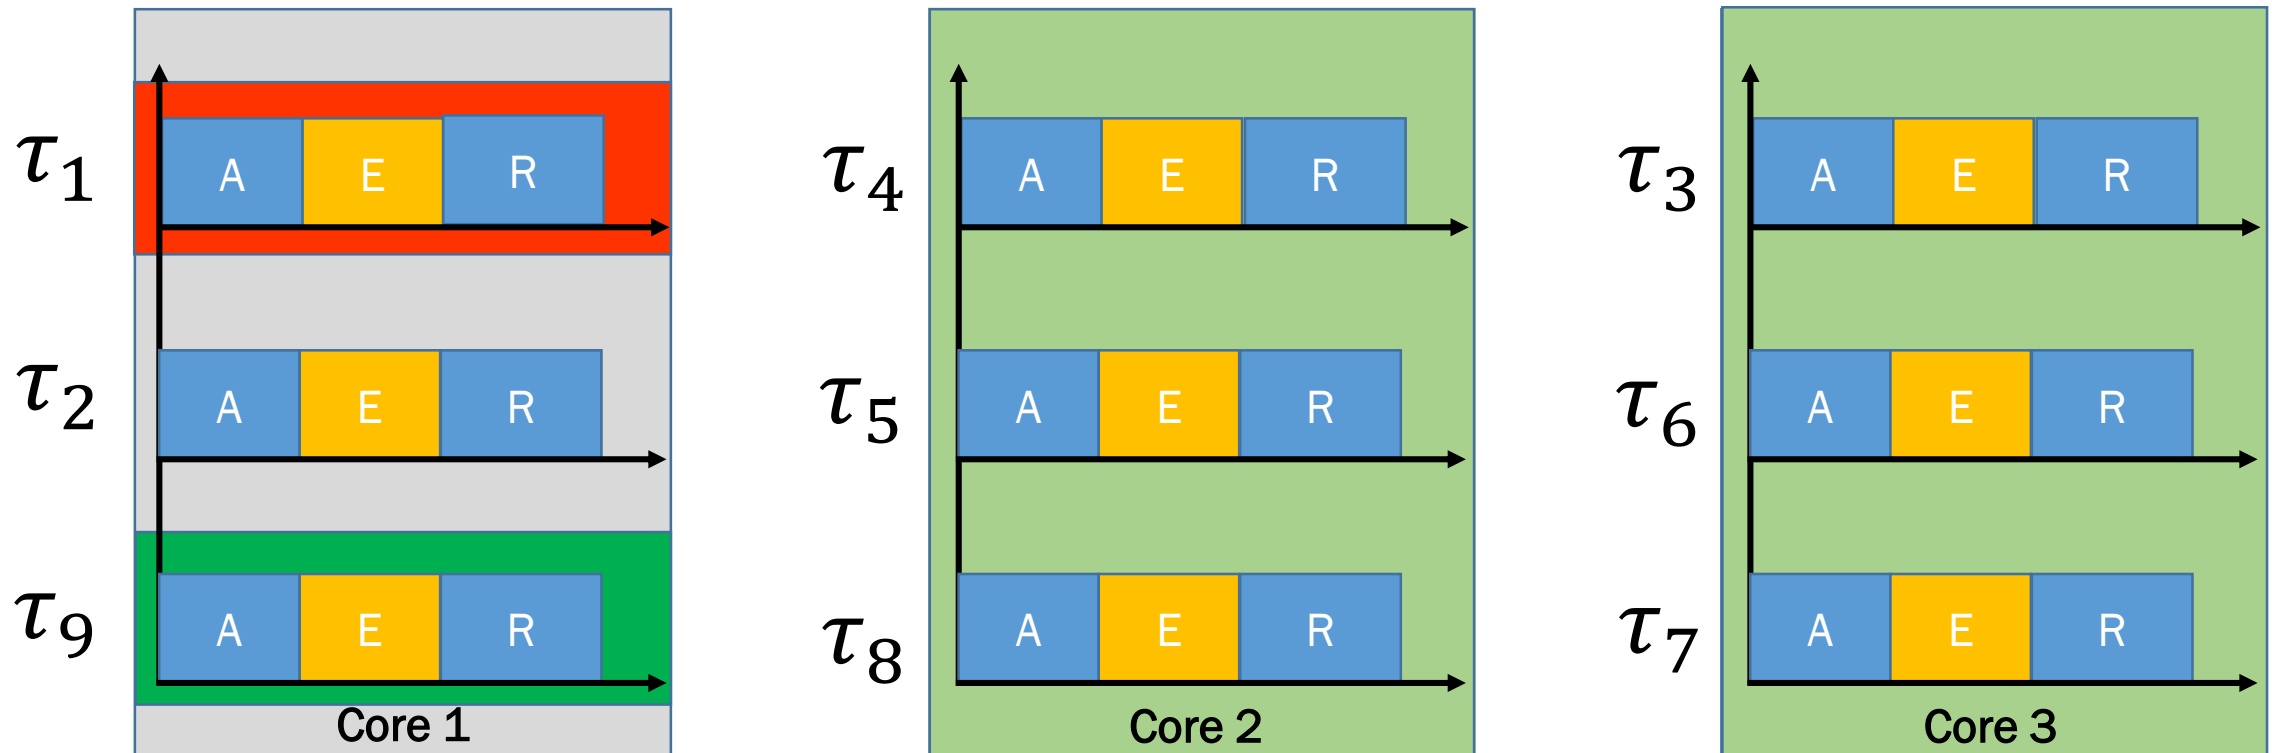 τ1 A E R τ4 A E R τ3 A E R
τ2 A E R τ5 A E R τ6 A E R
τ9 A E R τ8 A E R τ7 A E R
Core 1 Core 2 Core 3